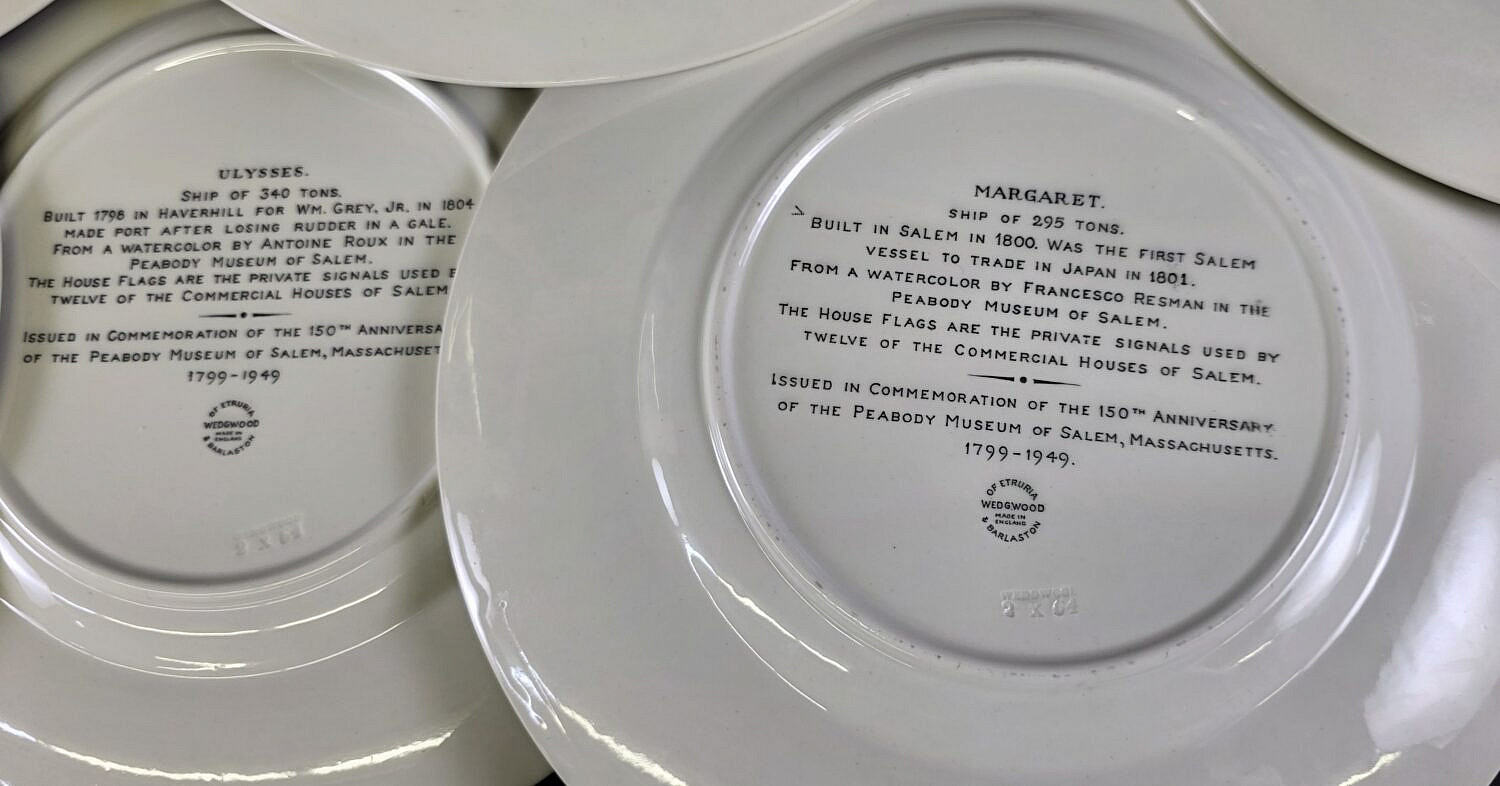 ULYSSES.
SHIP OF 340 TONS.
BUILT 1798 IN HAVERHILL FOR WM. GREY, JR. IN 1804
MADE PORT AFTER LOSING RUDDER IN A GALE.
FROM A WATERCOLOR BY ANTOINE ROUX IN THE
PEABODY MUSEUM OF SALEM.
THE HOUSE FLAGS ARE THE PRIVATE SIGNALS USED
TWELVE OF THE COMMERCIAL HOUSES OF SALEM
ISSUED IN COMMEMORATION OF THE 150TH ANNIVERSA
OF THE PEABODY MUSEUM OF SALEM, MASSACHUSET
1799-1949
OF ETRURIA
WEDGWOOD
MADE IN
ENGLAND
& BARLASTON
MARGARET.
SHIP OF 295 TONS.
BUILT IN SALEM IN 1800. WAS THE FIRST SALEM
VESSEL TO TRADE IN JAPAN IN 1801.
FROM A WATERCOLOR BY FRANCESCO RESMAN IN THE
PEABODY MUSEUM OF SALEM.
THE HOUSE FLAGS ARE THE PRIVATE SIGNALS USED BY
TWELVE OF THE COMMERCIAL HOUSES OF SALEM.
ISSUED IN COMMEMORATION OF THE 150TH ANNIVERSARY
OF THE PEABODY MUSEUM OF SALEM, MASSACHUSETTS.
1799-1949.
OF ETRURIA
WEDGWOOD
MADE IN
ENGLAND
& BARLASTON
WEDGWOOD